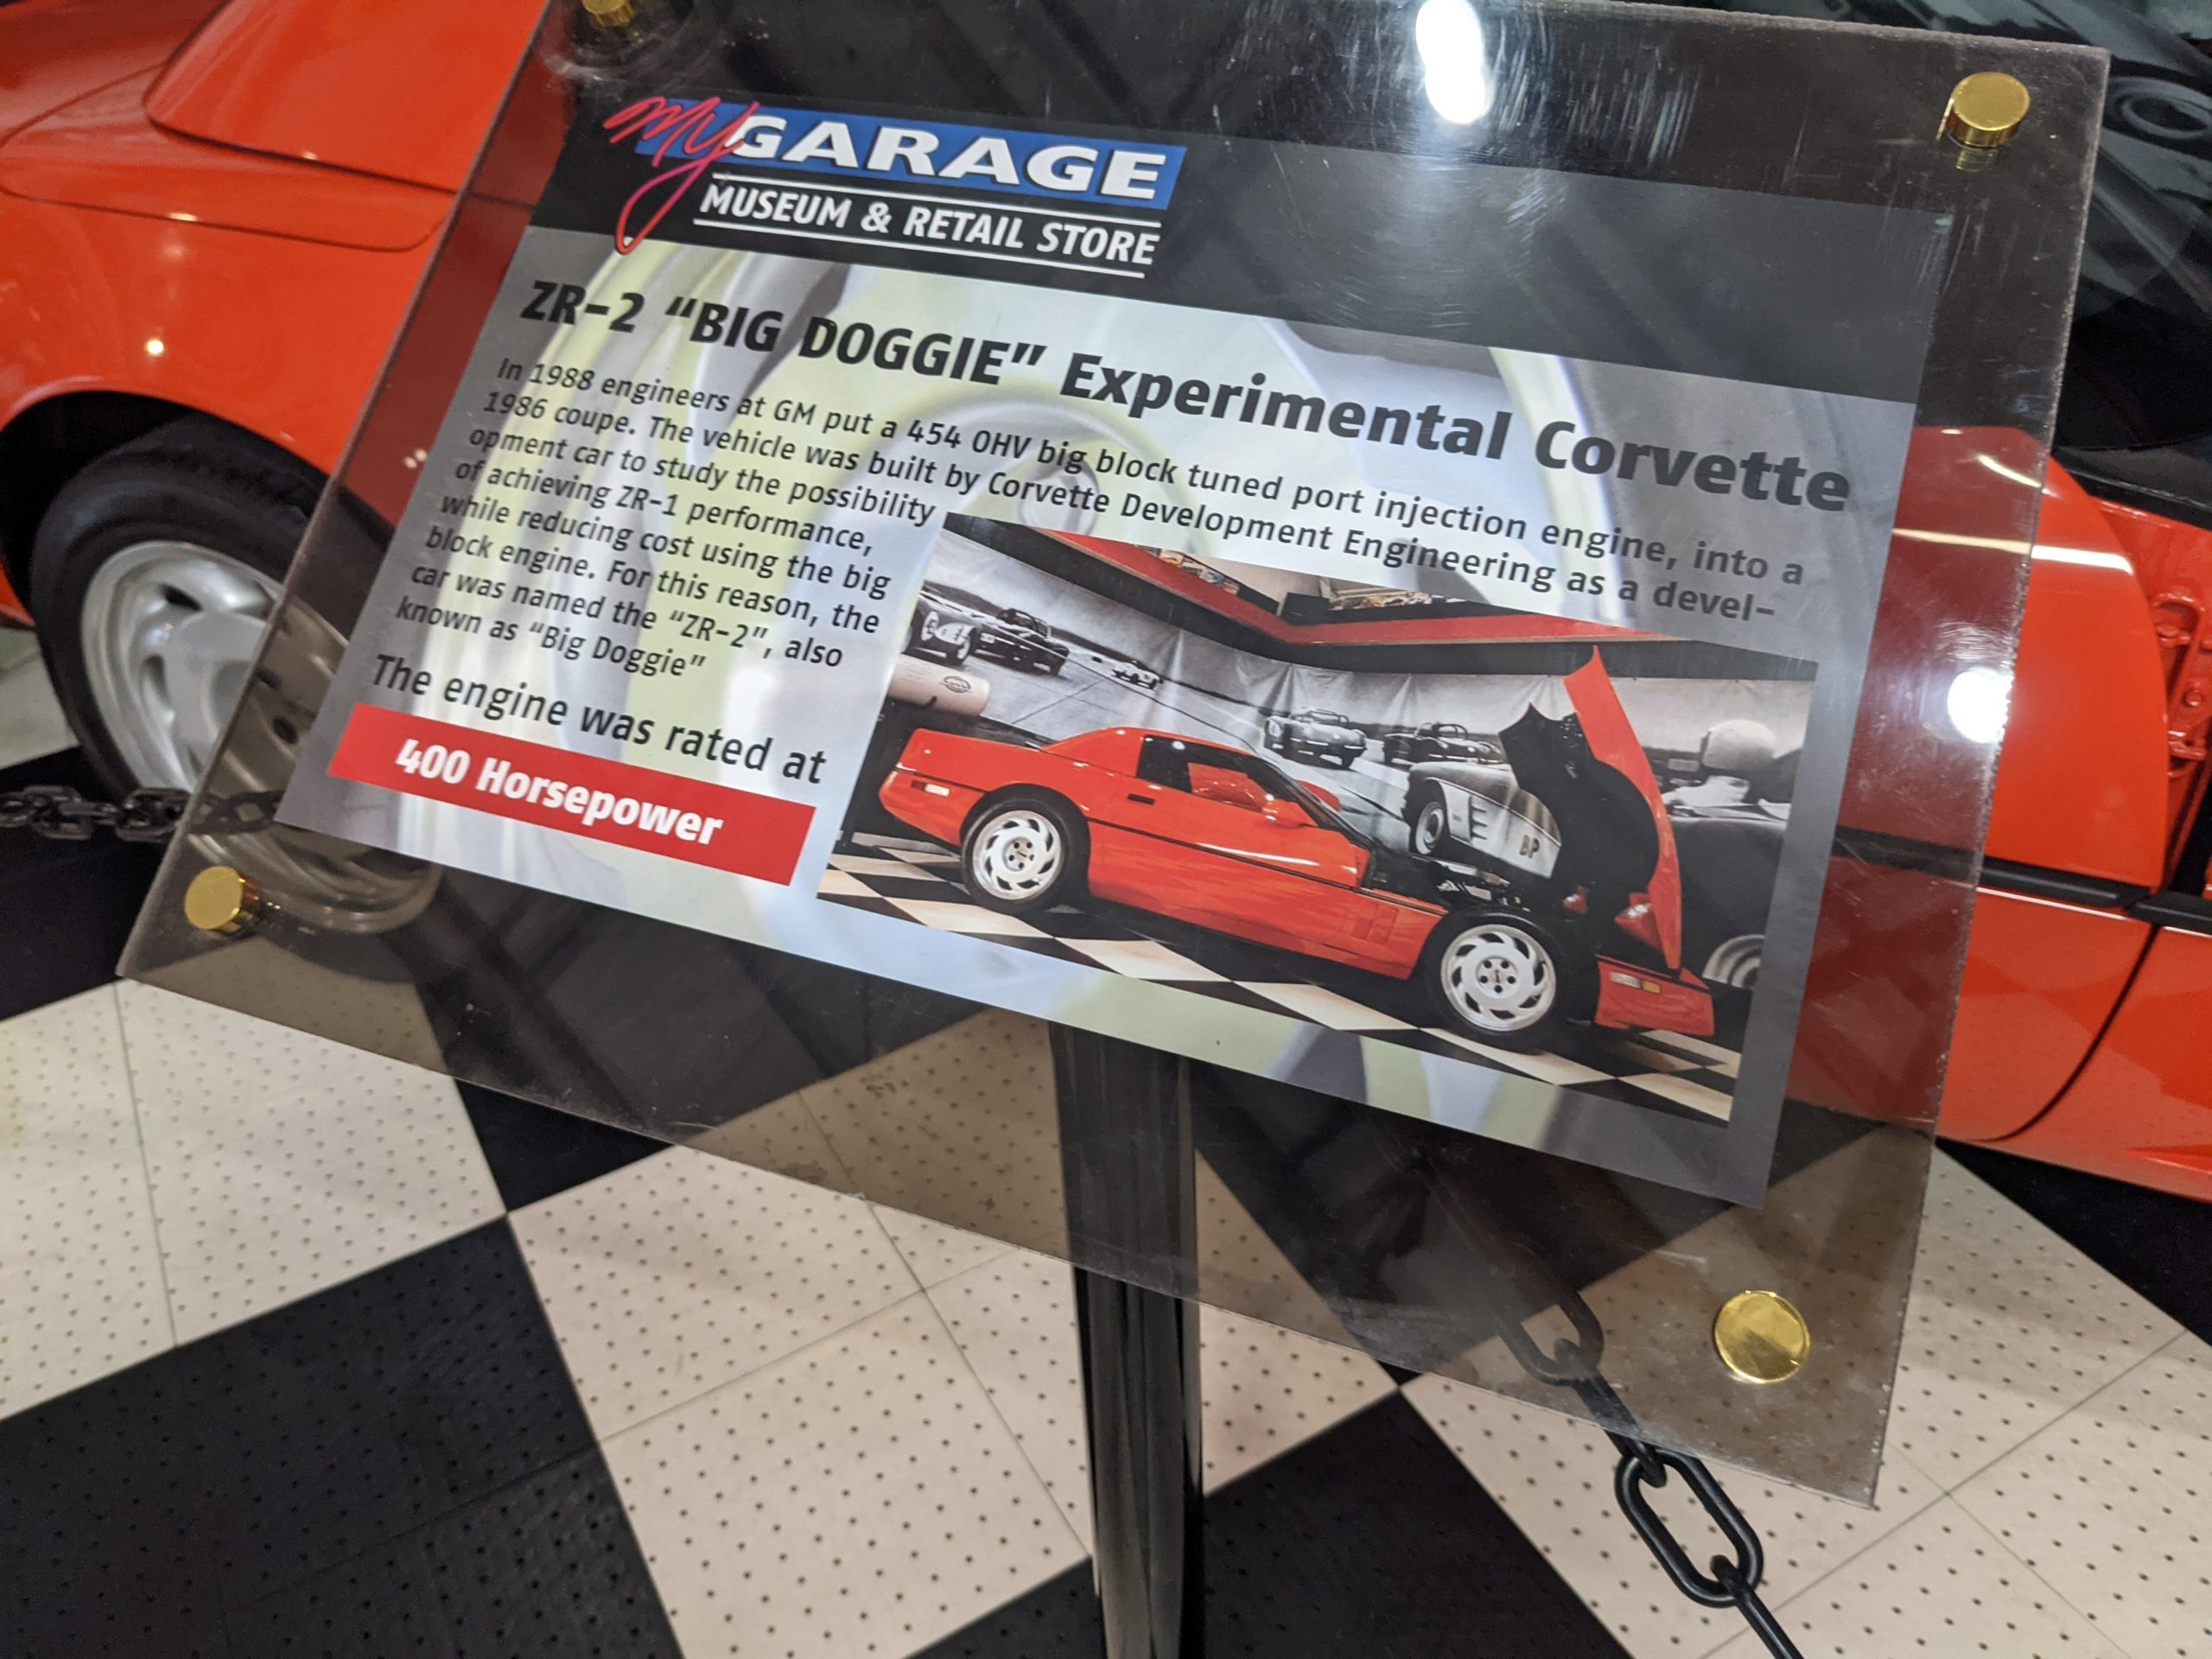 My GARAGE
MUSEUM & RETAIL STORE
ZR-2 “BIG DOGGIE” Experimental Corvette
In 1988 engineers at GM put a 454 OHV big block tuned port injection engine, into a
1986 coupe. The vehicle was built by Corvette Development Engineering as a devel-
opment car to study the possibility
of achieving ZR-1 performance,
while reducing cost using the big
block engine. For this reason, the
car was named the “ZR-2”, also
known as “Big Doggie”
The engine was rated at
400 Horsepower
BP